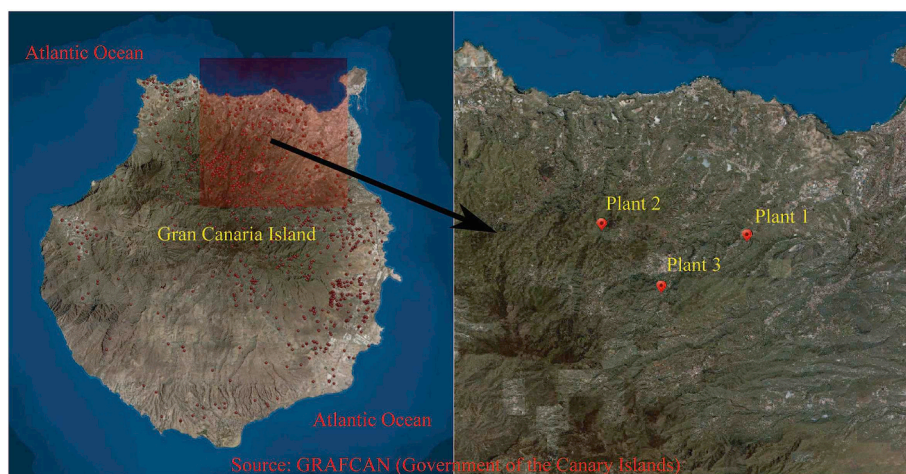 Atlantic Ocean
Gran Canaria Island
Atlantic Ocean
Plant 2
Plant 1
Plant 3
Source: GRAFCAN (Government of the Canary Islands)